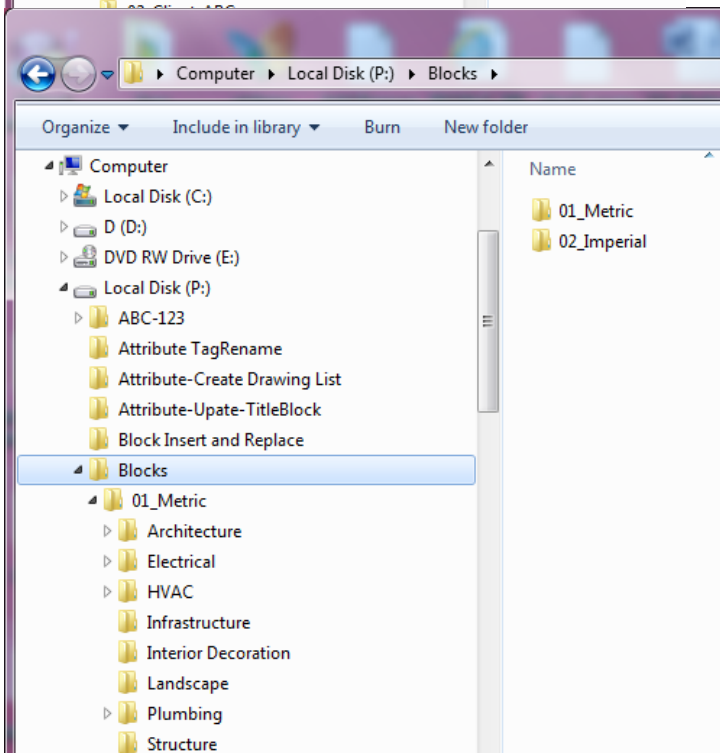 Computer Local Disk (P:) Blocks
Organize Include in library Burn New folder
Computer
Local Disk (C:)
D (D:)
DVD RW Drive (E:)
Local Disk (P:)
ABC-123
Attribute TagRename
Attribute-Create Drawing List
Attribute-Upate-TitleBlock
Block Insert and Replace
Blocks
01_Metric
Architecture
Electrical
HVAC
Infrastructure
Interior Decoration
Landscape
Plumbing
Structure
Name
01_Metric
02_Imperial